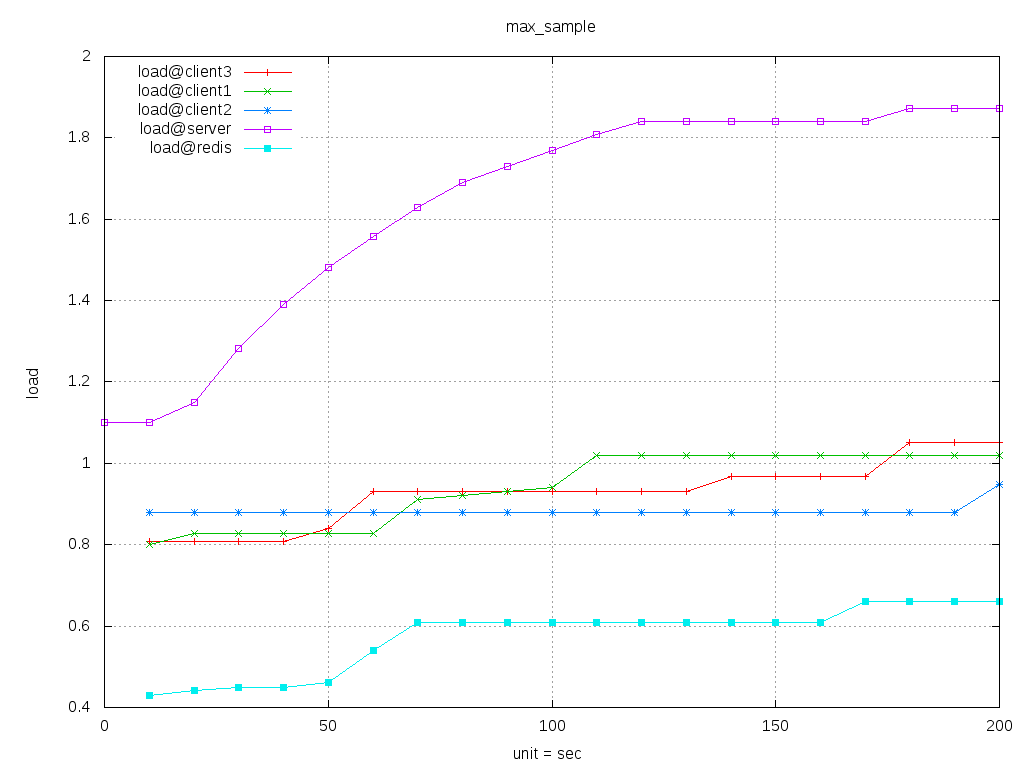 max_sample
load@client3
load@client1
load@client2
load@server
load@redis
2
1.8
1.6
1.4
1.2
1
0.8
0.6
0.4
load
0 50 100 150 200
unit = sec